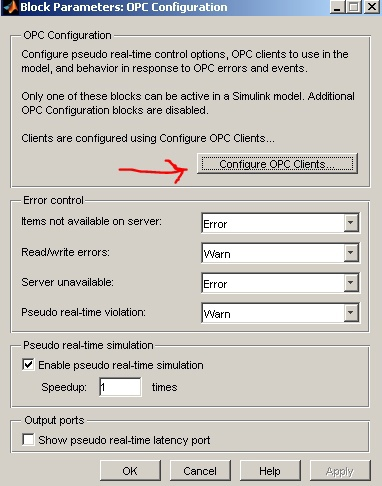 Block Parameters: OPC Configuration
OPC Configuration
Configure pseudo real-time control options, OPC clients to use in the
model, and behavior in response to OPC errors and events.
Only one of these blocks can be active in a Simulink model. Additional
OPC Configuration blocks are disabled.
Clients are configured using Configure OPC Clients...
Configure OPC Clients...
Error control
Items not available on server: Error
Read/write errors: Warn
Server unavailable: Error
Pseudo real-time violation: Warn
Pseudo real-time simulation
Enable pseudo real-time simulation
Speedup: 1 times
Output ports
Show pseudo real-time latency port
OK Cancel Help Apply